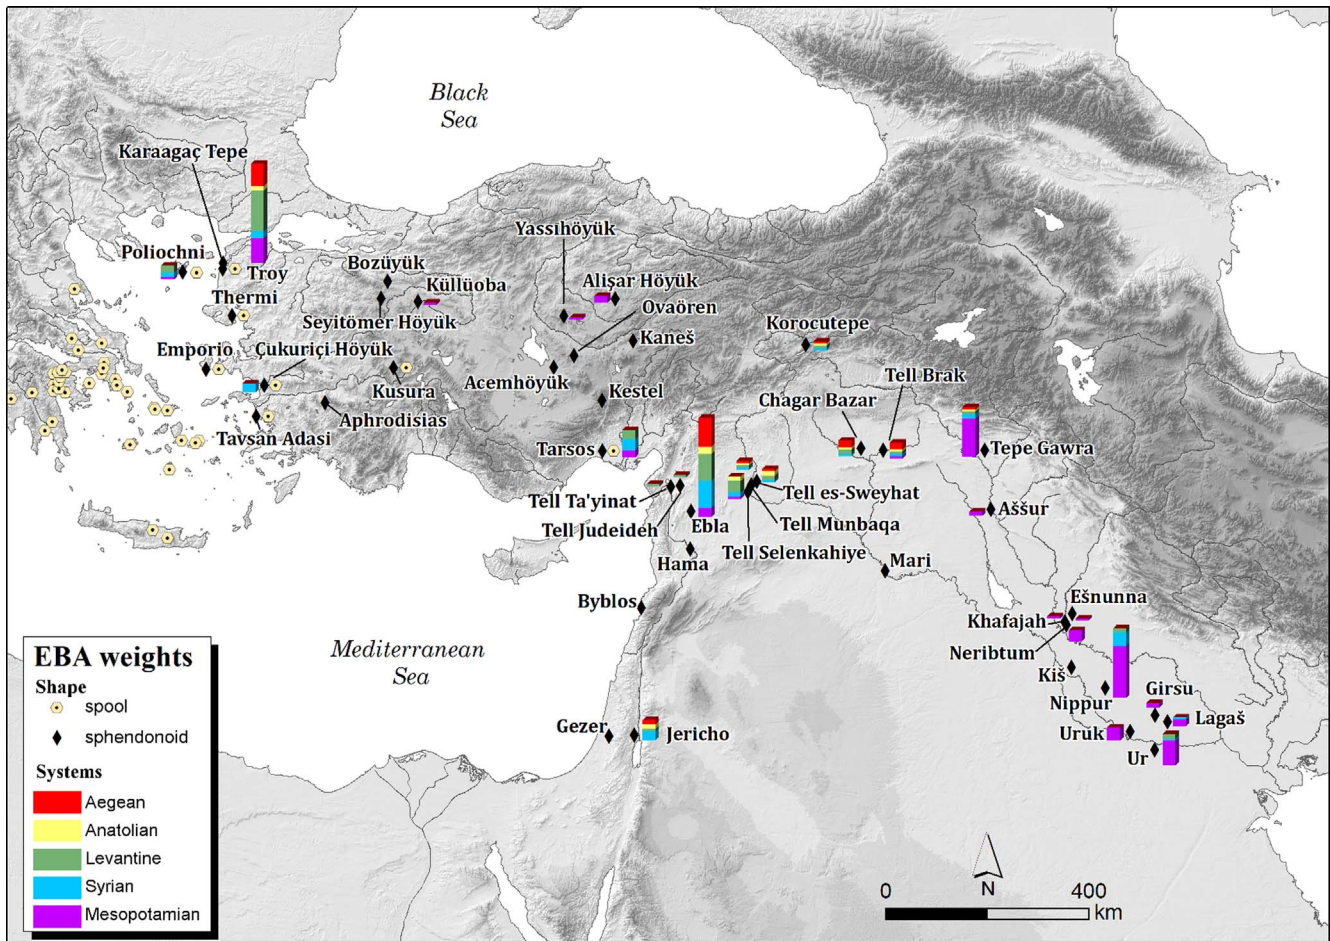 Black
Sea
Karaagaç Tepe
Yassıhöyük
Poliochni
Troy
Bozüyük
Küllüoba
Alişar Höyük
Thermi
Ovaören
Seyitömer Höyük
Korocutepe
Kaneš
Emporio
Çukuriçi Höyük
Tell Brak
Acemhöyük
Kusura
Kestel
Chagar Bazar
Aphrodisias
Tavsan Adasi
Tarsos
Tepe Gawra
Tell Ta'yinat
Tell es-Sweyhat
Aššur
Tell Judeideh
Ebla
Tell Munbaqa
Tell Selenkahiye
Hama
Mari
Byblos
Ešnunna
Khafajah
Neribtum
Mediterranean
Sea
Kiš
Nippur
Girsu
Lagaš
Gezer
Jericho
Uruk
Ur
EBA weights
Shape
spool
sphendonoid
Systems
Aegean
Anatolian
Levantine
Syrian
Mesopotamian
0
N
400
km